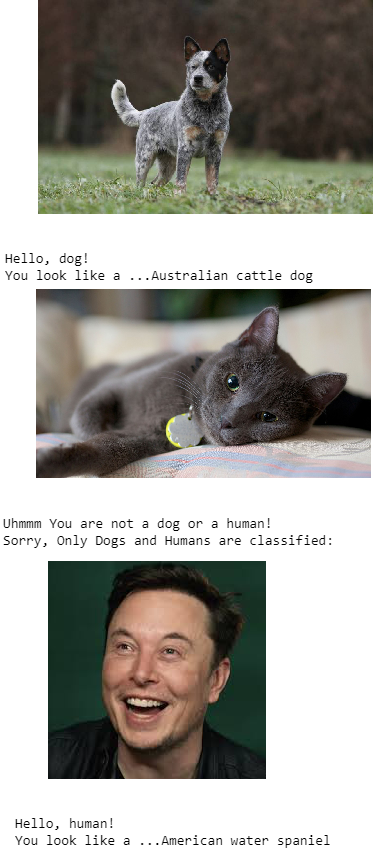 Hello, dog!
You look like a ...Australian cattle dog
Uhmmm You are not a dog or a human!
Sorry, Only Dogs and Humans are classified:
Hello, human!
You look like a ...American water spaniel